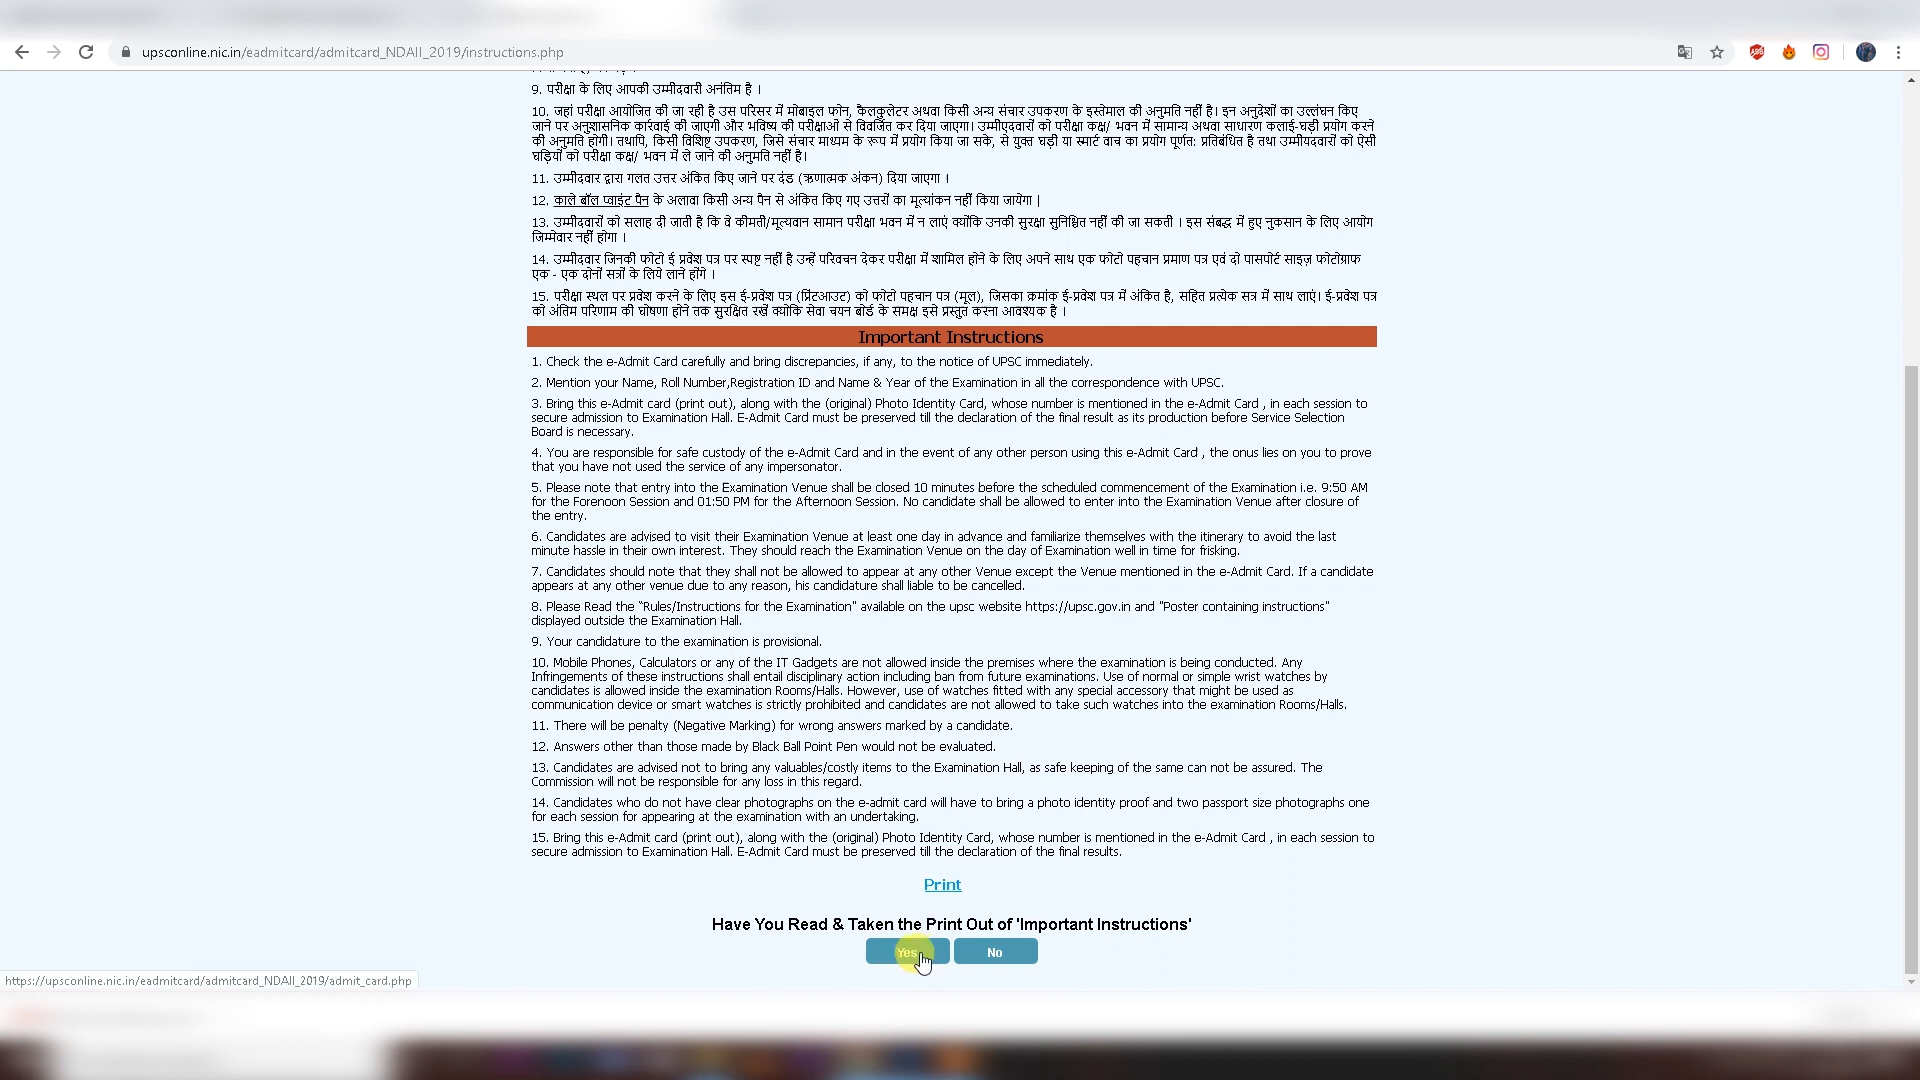 upsconline.nic.in/eadmitcard/admitcard_NDAII_2019/instructions.php
9. परीक्षा के लिए आपकी उम्मीदवारी अनंतिम है ।
10. जहां परीक्षा आयोजित की जा रही है उस परिसर में मोबाइल फोन, कैलकुलेटर अथवा किसी अन्य संचार उपकरण के इस्तेमाल की अनुमति नहीं है। इन अनुदेशों का उल्लंघन किए
जाने पर अनुशासनिक कार्रवाई की जाएगी और भविष्य की परीक्षाओं से विवर्जित कर दिया जाएगा। उम्मीएदवारों को परीक्षा कक्ष/ भवन में सामान्य अथवा साधारण कलाई-घड़ी प्रयोग करने
की अनुमति होगी। तथापि, किसी विशिष्ट उपकरण, जिसे संचार माध्यम के रूप में प्रयोग किया जा सके, से युक्त घड़ी या स्मार्ट वाच का प्रयोग पूर्णत: प्रतिबंधित है तथा उम्मीयदवारों को ऐसी
घड़ियों को परीक्षा कक्ष/ भवन में ले जाने की अनुमति नहीं है।
11. उम्मीदवार द्वारा गलत उत्तर अंकित किए जाने पर दंड (ऋणात्मक अंकन) दिया जाएगा ।
12. काले बॉल प्वाइंट पैन के अलावा किसी अन्य पैन से अंकित किए गए उत्तरों का मूल्यांकन नहीं किया जायेगा |
13. उम्मीदवारों को सलाह दी जाती है कि वे कीमती/मूल्यवान सामान परीक्षा भवन में न लाएं क्योंकि उनकी सुरक्षा सुनिश्चित नहीं की जा सकती । इस संबद्ध में हुए नुकसान के लिए आयोग
जिम्मेवार नहीं होगा ।
14. उम्मीदवार जिनकी फोटो ई प्रवेश पत्र पर स्पष्ट नहीं है उन्हें परिवचन देकर परीक्षा में शामिल होने के लिए अपने साथ एक फोटो पहचान प्रमाण पत्र एवं दो पासपोर्ट साइज़ फोटोग्राफ
एक - एक दोनों सत्रों के लिये लाने होंगे ।
15. परीक्षा स्थल पर प्रवेश करने के लिए इस ई-प्रवेश पत्र (प्रिंटआउट) को फोटो पहचान पत्र (मूल), जिसका क्रमांक ई-प्रवेश पत्र में अंकित है, सहित प्रत्येक सत्र में साथ लाएं। ई-प्रवेश पत्र
को अंतिम परिणाम की घोषणा होने तक सुरक्षित रखें क्योंकि सेवा चयन बोर्ड के समक्ष इसे प्रस्तुत करना आवश्यक है ।
Important Instructions
1. Check the e-Admit Card carefully and bring discrepancies, if any, to the notice of UPSC immediately.
2. Mention your Name, Roll Number,Registration ID and Name & Year of the Examination in all the correspondence with UPSC.
3. Bring this e-Admit card (print out), along with the (original) Photo Identity Card, whose number is mentioned in the e-Admit Card , in each session to
secure admission to Examination Hall. E-Admit Card must be preserved till the declaration of the final result as its production before Service Selection
Board is necessary.
4. You are responsible for safe custody of the e-Admit Card and in the event of any other person using this e-Admit Card , the onus lies on you to prove
that you have not used the service of any impersonator.
5. Please note that entry into the Examination Venue shall be closed 10 minutes before the scheduled commencement of the Examination i.e. 9:50 AM
for the Forenoon Session and 01:50 PM for the Afternoon Session. No candidate shall be allowed to enter into the Examination Venue after closure of
the entry.
6. Candidates are advised to visit their Examination Venue at least one day in advance and familiarize themselves with the itinerary to avoid the last
minute hassle in their own interest. They should reach the Examination Venue on the day of Examination well in time for frisking.
7. Candidates should note that they shall not be allowed to appear at any other Venue except the Venue mentioned in the e-Admit Card. If a candidate
appears at any other venue due to any reason, his candidature shall liable to be cancelled.
8. Please Read the “Rules/Instructions for the Examination" available on the upsc website https://upsc.gov.in and "Poster containing instructions"
displayed outside the Examination Hall.
9. Your candidature to the examination is provisional.
10. Mobile Phones, Calculators or any of the IT Gadgets are not allowed inside the premises where the examination is being conducted. Any
Infringements of these instructions shall entail disciplinary action including ban from future examinations. Use of normal or simple wrist watches by
candidates is allowed inside the examination Rooms/Halls. However, use of watches fitted with any special accessory that might be used as
communication device or smart watches is strictly prohibited and candidates are not allowed to take such watches into the examination Rooms/Halls.
11. There will be penalty (Negative Marking) for wrong answers marked by a candidate.
12. Answers other than those made by Black Ball Point Pen would not be evaluated.
13. Candidates are advised not to bring any valuables/costly items to the Examination Hall, as safe keeping of the same can not be assured. The
Commission will not be responsible for any loss in this regard.
14. Candidates who do not have clear photographs on the e-admit card will have to bring a photo identity proof and two passport size photographs one
for each session for appearing at the examination with an undertaking.
15. Bring this e-Admit card (print out), along with the (original) Photo Identity Card, whose number is mentioned in the e-Admit Card , in each session to
secure admission to Examination Hall. E-Admit Card must be preserved till the declaration of the final results.
Print
Have You Read & Taken the Print Out of 'Important Instructions'
Yes No
https://upsconline.nic.in/eadmitcard/admitcard_NDAII_2019/admit_card.php